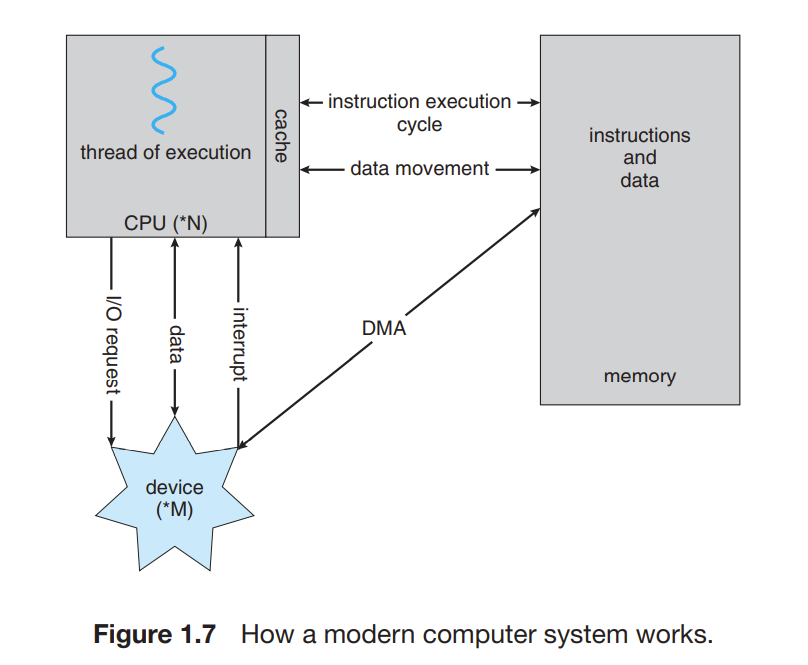 thread of execution
cache
CPU (*N)
instruction execution
cycle
data movement
instructions
and
data
memory
I/O request
data
interrupt
DMA
device
(*M)
Figure 1.7 How a modern computer system works.